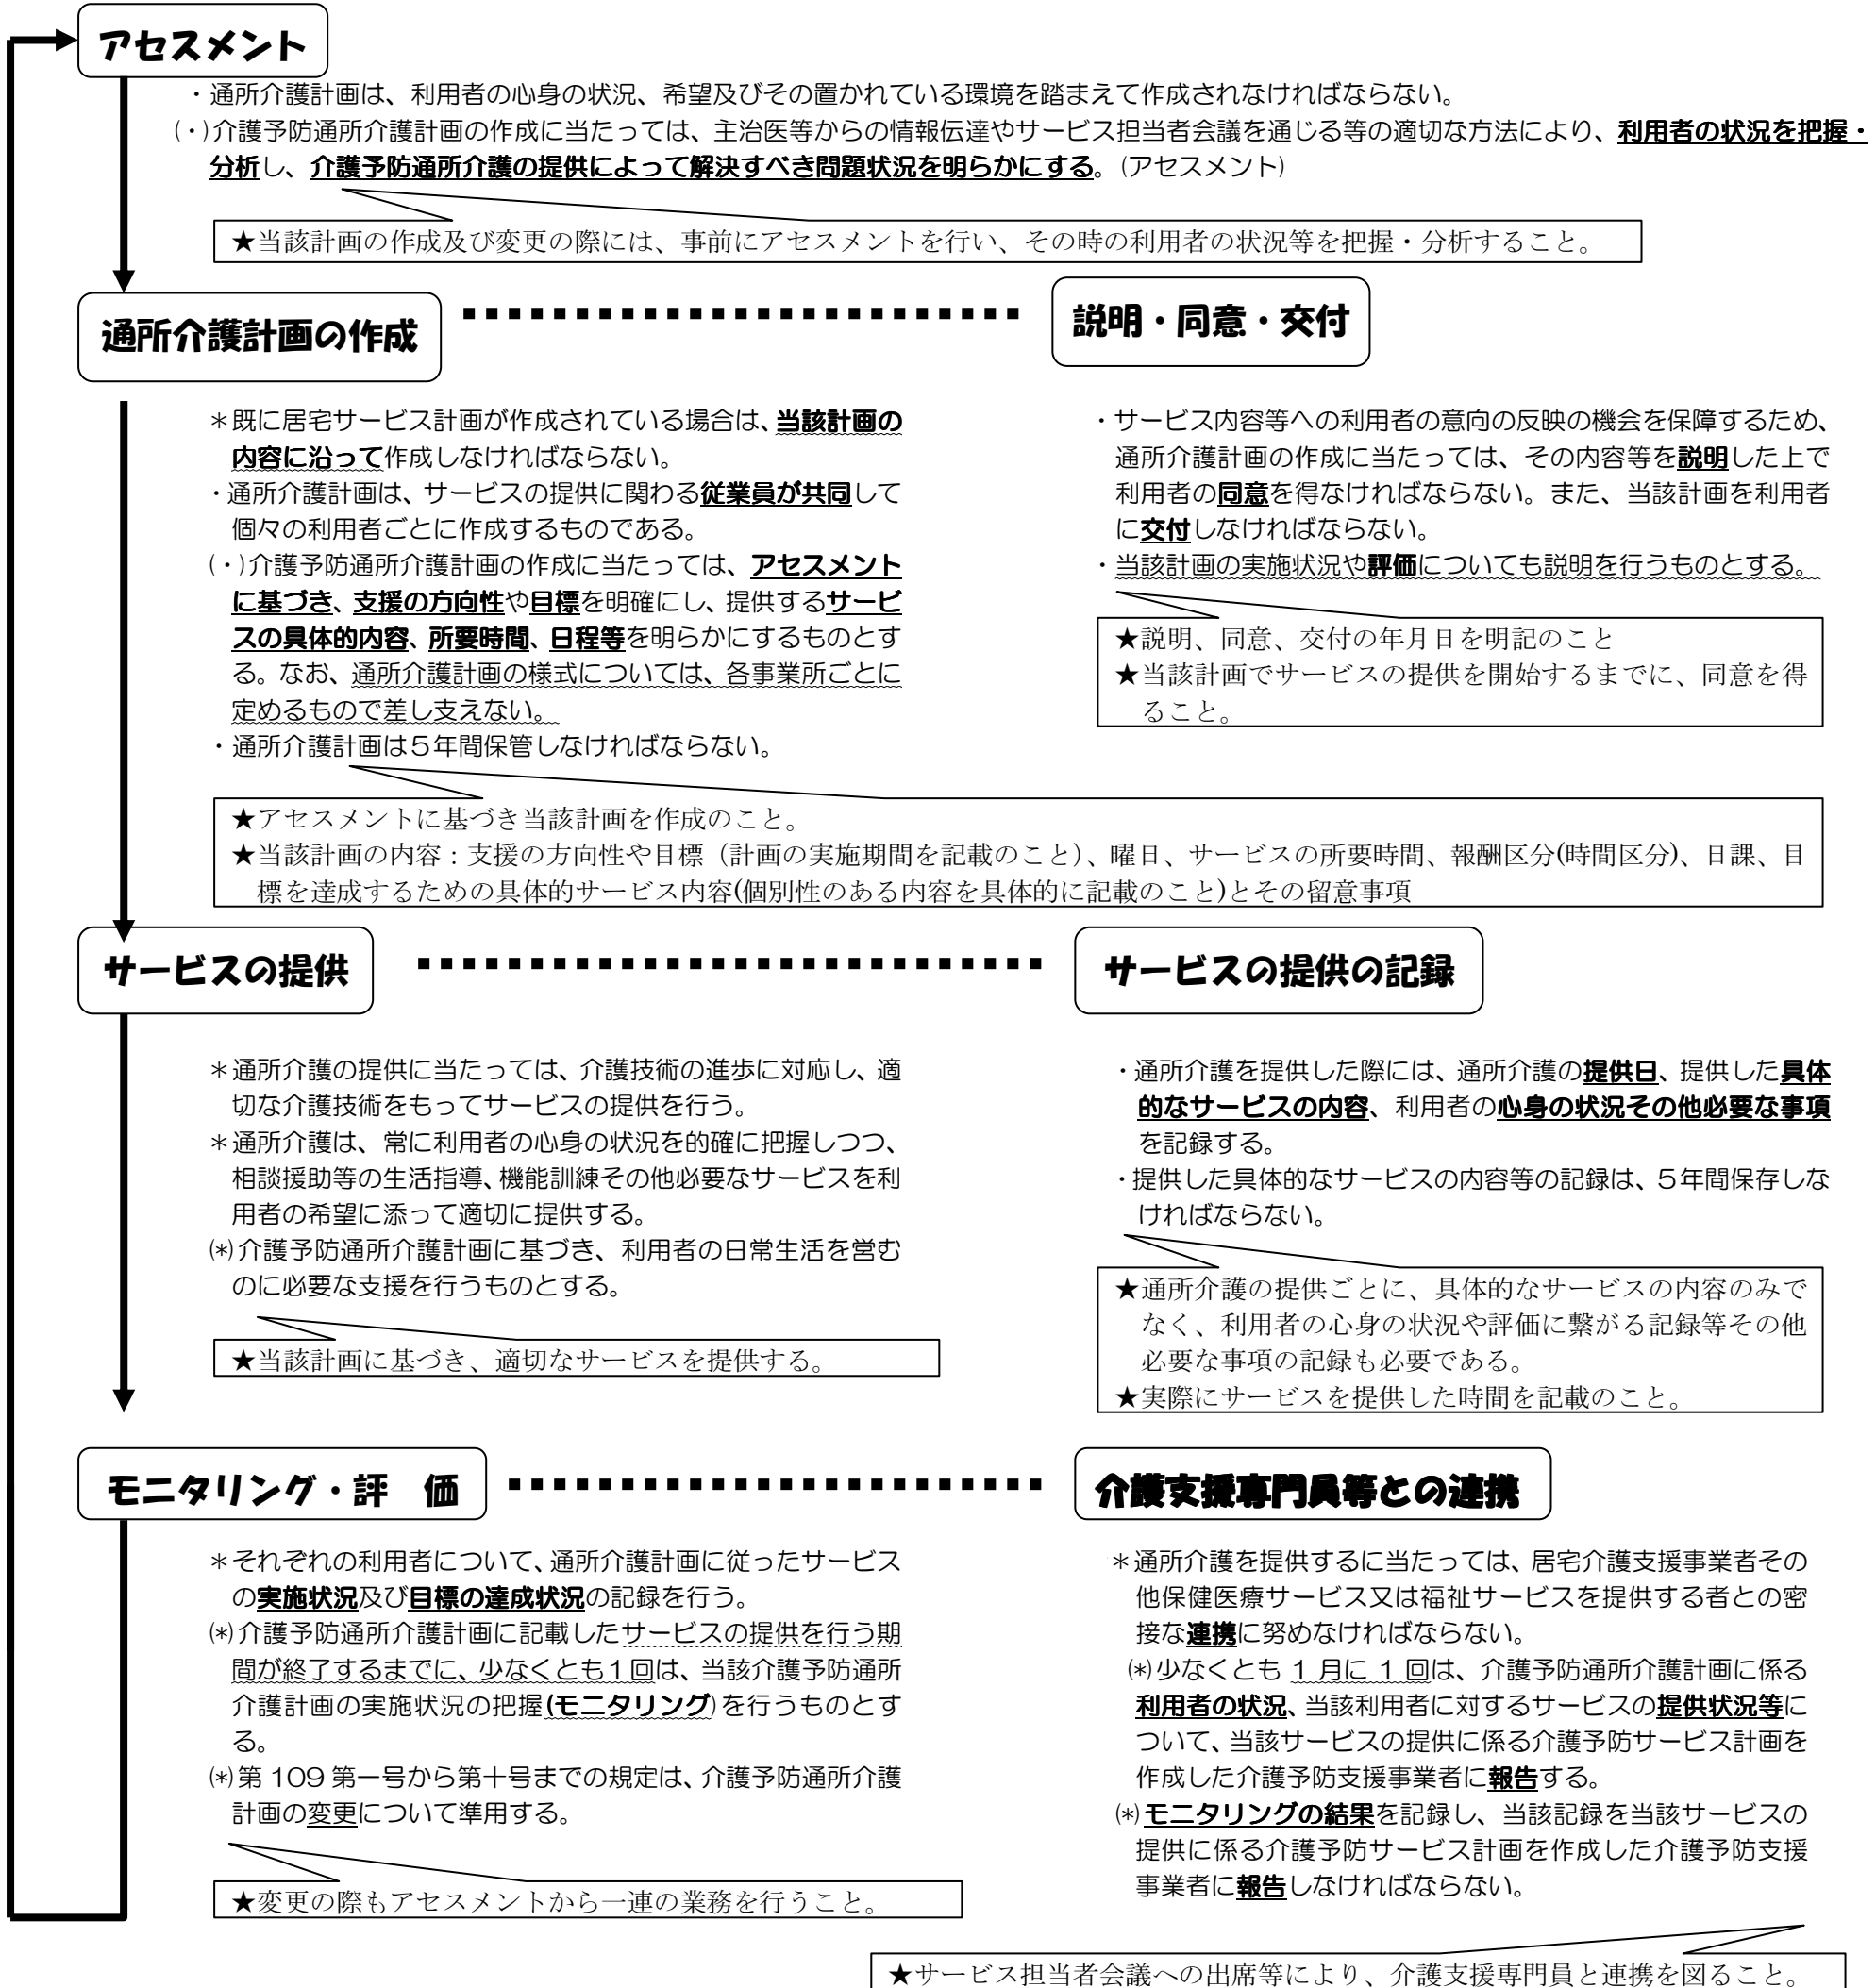 アセスメント
・通所介護計画は、利用者の心身の状況、希望及びその置かれている環境を踏まえて作成されなければならない。
(・)介護予防通所介護計画の作成に当たっては、主治医等からの情報伝達やサービス担当者会議を通じる等の適切な方法により、利用者の状況を把握・
分析し、介護予防通所介護の提供によって解決すべき問題状況を明らかにする。(アセスメント)
★当該計画の作成及び変更の際には、事前にアセスメントを行い、その時の利用者の状況等を把握・分析すること。
通所介護計画の作成
説明・同意・交付
＊既に居宅サービス計画が作成されている場合は、当該計画の
内容に沿って作成しなければならない。
・通所介護計画は、サービスの提供に関わる従業員が共同して
個々の利用者ごとに作成するものである。
(・)介護予防通所介護計画の作成に当たっては、アセスメント
に基づき、支援の方向性や目標を明確にし、提供するサービ
スの具体的内容、所要時間、日程等を明らかにするものとす
る。なお、通所介護計画の様式については、各事業所ごとに
定めるもので差し支えない。
・通所介護計画は５年間保管しなければならない。
・サービス内容等への利用者の意向の反映の機会を保障するため、
通所介護計画の作成に当たっては、その内容等を説明した上で
利用者の同意を得なければならない。また、当該計画を利用者
に交付しなければならない。
・当該計画の実施状況や評価についても説明を行うものとする。
★説明、同意、交付の年月日を明記のこと
★当該計画でサービスの提供を開始するまでに、同意を得
ること。
★アセスメントに基づき当該計画を作成のこと。
★当該計画の内容：支援の方向性や目標（計画の実施期間を記載のこと）、曜日、サービスの所要時間、報酬区分(時間区分)、日課、目
標を達成するための具体的サービス内容(個別性のある内容を具体的に記載のこと)とその留意事項
サービスの提供
サービスの提供の記録
＊通所介護の提供に当たっては、介護技術の進歩に対応し、適
切な介護技術をもってサービスの提供を行う。
＊通所介護は、常に利用者の心身の状況を的確に把握しつつ、
相談援助等の生活指導、機能訓練その他必要なサービスを利
用者の希望に添って適切に提供する。
(*)介護予防通所介護計画に基づき、利用者の日常生活を営む
のに必要な支援を行うものとする。
★当該計画に基づき、適切なサービスを提供する。
・通所介護を提供した際には、通所介護の提供日、提供した具体
的なサービスの内容、利用者の心身の状況その他必要な事項
を記録する。
・提供した具体的なサービスの内容等の記録は、５年間保存しな
ければならない。
★通所介護の提供ごとに、具体的なサービスの内容のみで
なく、利用者の心身の状況や評価に繋がる記録等その他
必要な事項の記録も必要である。
★実際にサービスを提供した時間を記載のこと。
モニタリング・評　価
介護支援専門員等との連携
＊それぞれの利用者について、通所介護計画に従ったサービス
の実施状況及び目標の達成状況の記録を行う。
(*)介護予防通所介護計画に記載したサービスの提供を行う期
間が終了するまでに、少なくとも１回は、当該介護予防通所
介護計画の実施状況の把握(モニタリング)を行うものとす
る。
(*)第 109 第一号から第十号までの規定は、介護予防通所介護
計画の変更について準用する。
★変更の際もアセスメントから一連の業務を行うこと。
＊通所介護を提供するに当たっては、居宅介護支援事業者その
他保健医療サービス又は福祉サービスを提供する者との密
接な連携に努めなければならない。
(*)少なくとも 1 月に 1 回は、介護予防通所介護計画に係る
利用者の状況、当該利用者に対するサービスの提供状況等に
ついて、当該サービスの提供に係る介護予防サービス計画を
作成した介護予防支援事業者に報告する。
(*)モニタリングの結果を記録し、当該記録を当該サービスの
提供に係る介護予防サービス計画を作成した介護予防支援
事業者に報告しなければならない。
★サービス担当者会議への出席等により、介護支援専門員と連携を図ること。